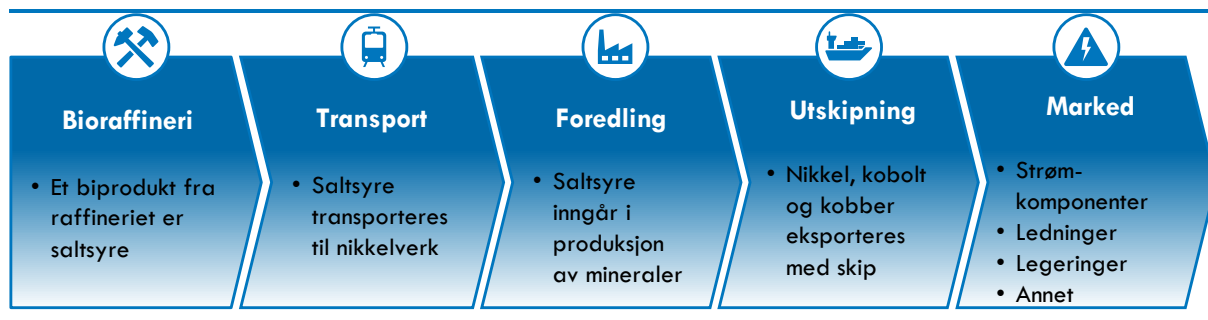 Bioraffineri
• Et biprodukt fra
raffineriet er
saltsyre
Transport
• Saltsyre
transporteres
til nikkelverk
Foredling
• Saltsyre
inngår i
produksjon
av mineraler
Utskipning
• Nikkel, kobolt
og kobber
eksporteres
med skip
Marked
• Strøm-
komponenter
• Ledninger
• Legeringer
• Annet